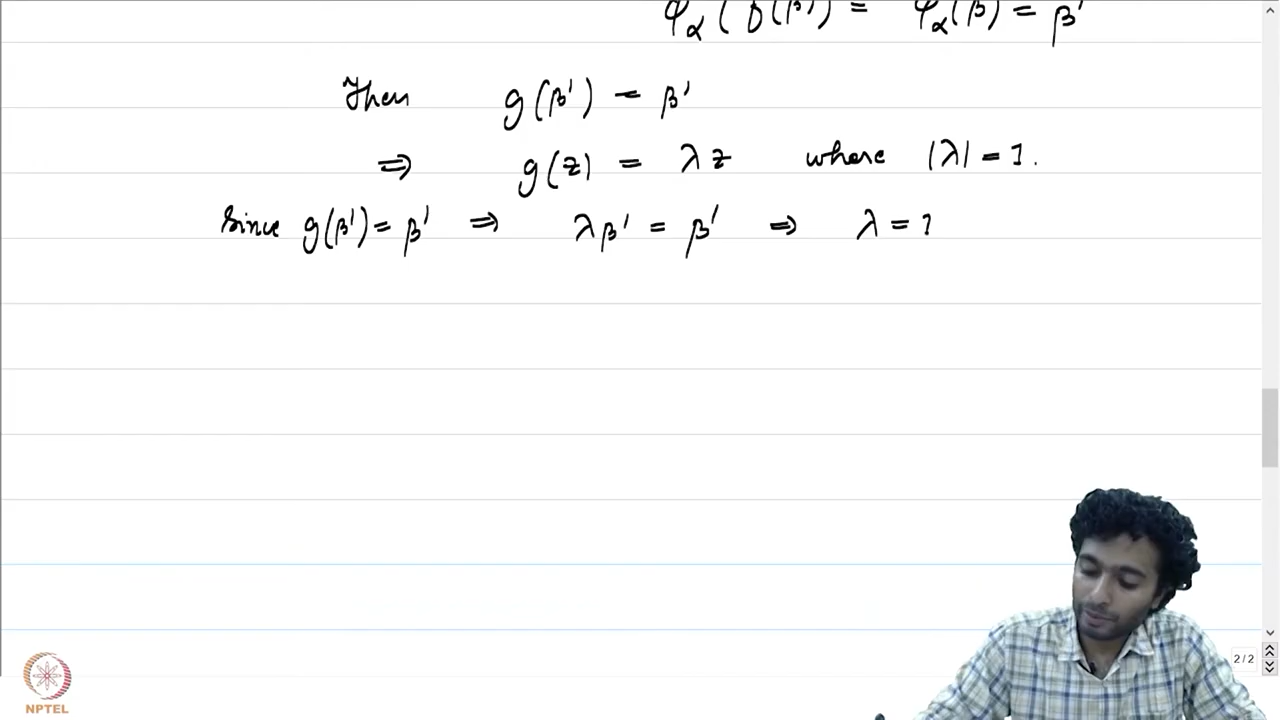 φ_α ( f(β') = φ_α(β) = β'
Then g(β') = β'
⇒ g(z) = λz where |λ| = 1.
Since g(β') = β' ⇒ λβ' = β' ⇒ λ = 1
2 / 2
NPTEL